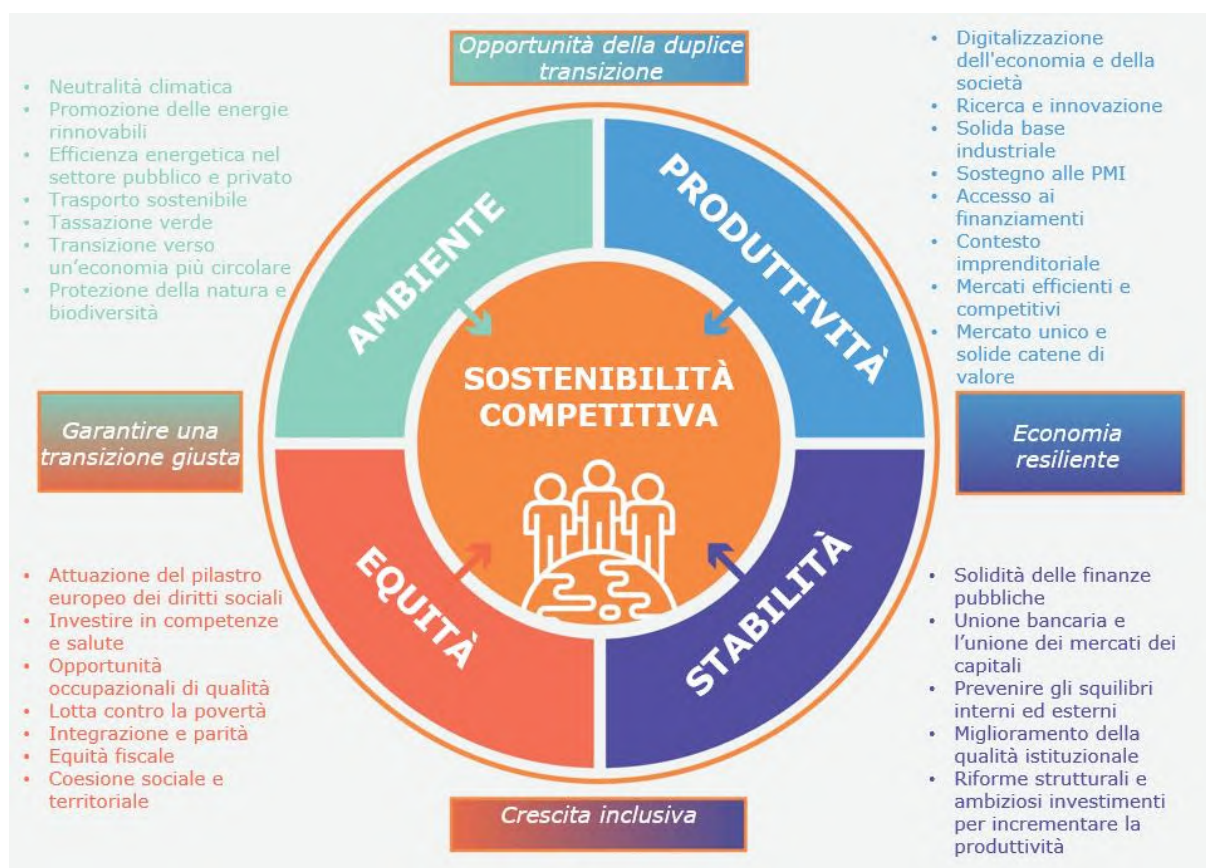 Opportunità della duplice
transizione
• Neutralità climatica
• Promozione delle energie
rinnovabili
• Efficienza energetica nel
settore pubblico e privato
• Trasporto sostenibile
• Tassazione verde
• Transizione verso
un’economia più circolare
• Protezione della natura e
biodiversità
• Digitalizzazione
dell'economia e della
società
• Ricerca e innovazione
• Solida base
industriale
• Sostegno alle PMI
• Accesso ai
finanziamenti
• Contesto
imprenditoriale
• Mercati efficienti e
competitivi
• Mercato unico e
solide catene di
valore
AMBIENTE
PRODUTTIVITÀ
SOSTENIBILITÀ
COMPETITIVA
Garantire una
transizione giusta
Economia
resiliente
EQUITÀ
STABILITÀ
• Attuazione del pilastro
europeo dei diritti sociali
• Investire in competenze
e salute
• Opportunità
occupazionali di qualità
• Lotta contro la povertà
• Integrazione e parità
• Equità fiscale
• Coesione sociale e
territoriale
• Solidità delle finanze
pubbliche
• Unione bancaria e
l’unione dei mercati dei
capitali
• Prevenire gli squilibri
interni ed esterni
• Miglioramento della
qualità istituzionale
• Riforme strutturali e
ambiziosi investimenti
per incrementare la
produttività
Crescita inclusiva